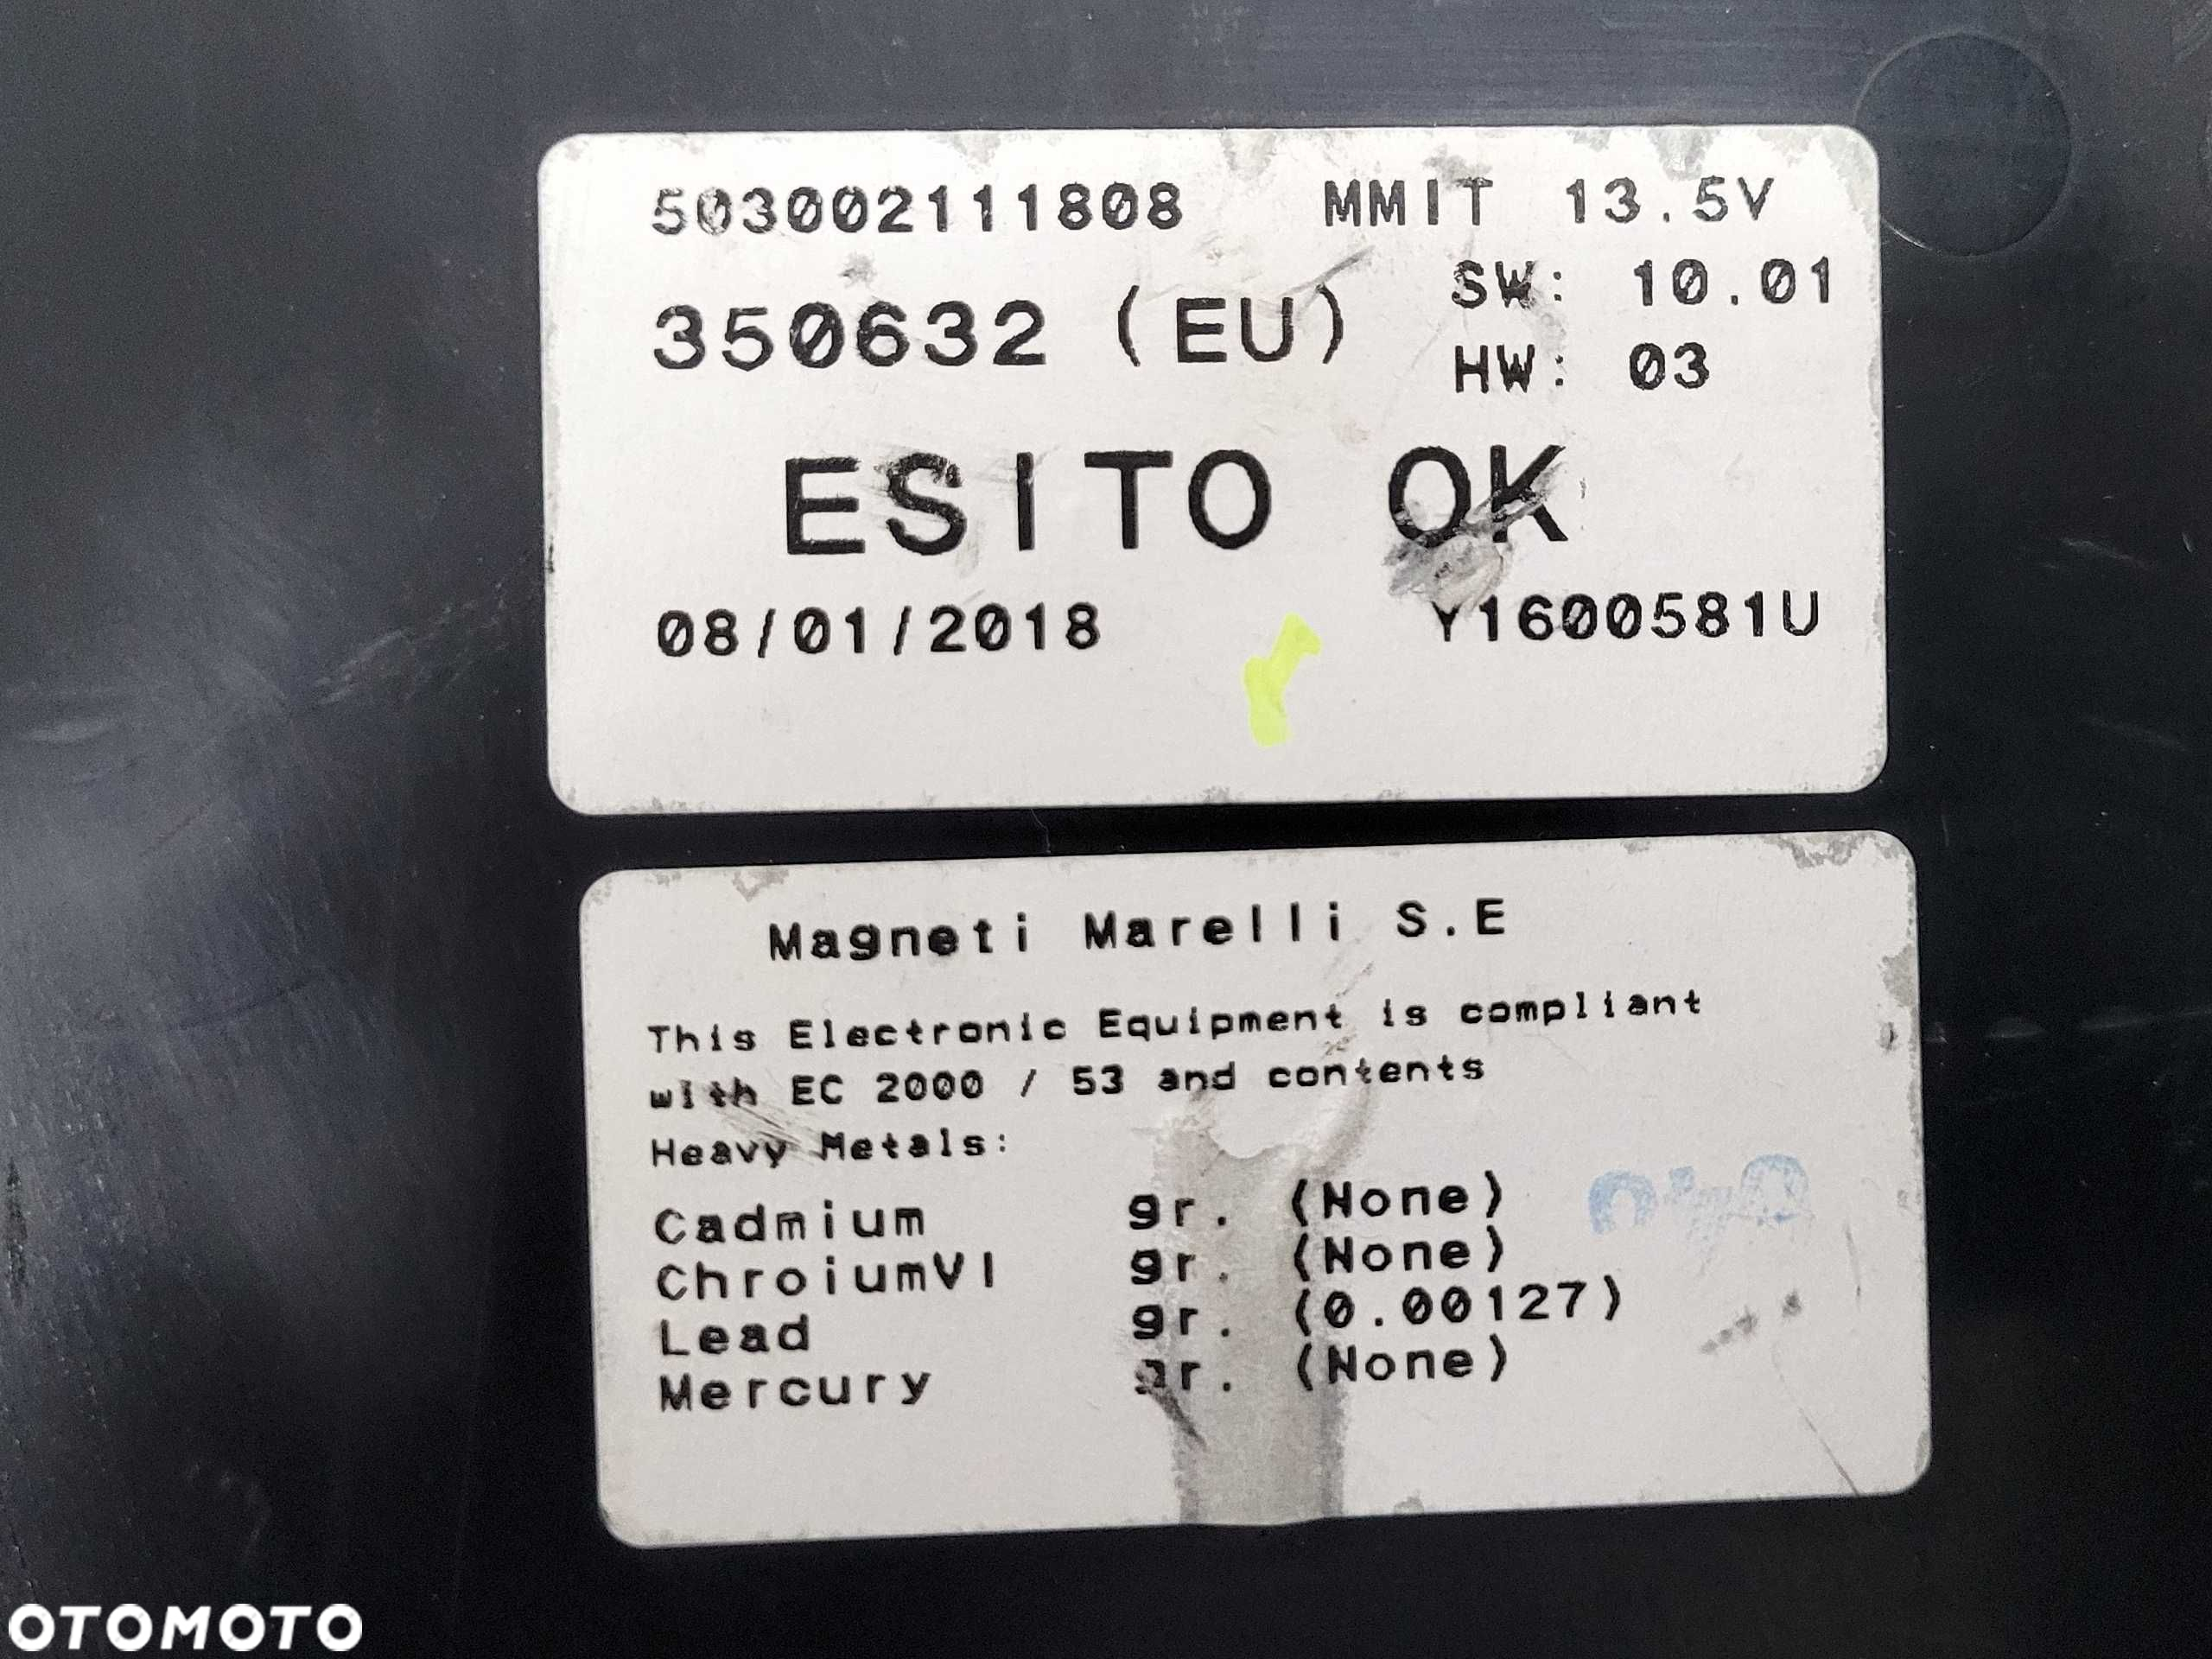 503002111808 MMIT 13.5V
350632 (EU) SW: 10.01
HW: 03
ESITO OK
08/01/2018 Y1600581U
Magneti Marelli S.E
This Electronic Equipment is compliant
with EC 2000 / 53 and contents
Heavy Metals:
Cadmium gr. (None)
ChroiumVI gr. (None)
Lead gr. (0.00127)
Mercury gr. (None)
OTOMOTO